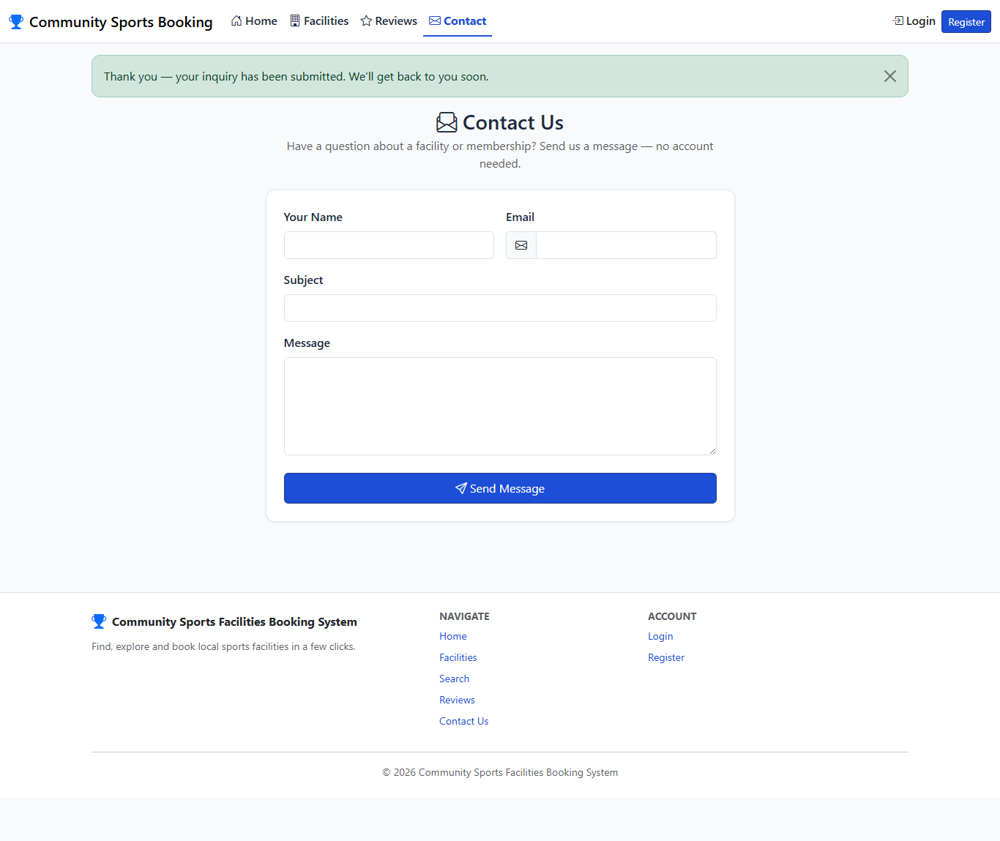 Community Sports Booking
Home
Facilities
Reviews
Contact
Login
Register
Thank you — your inquiry has been submitted. We'll get back to you soon.
Contact Us
Have a question about a facility or membership? Send us a message — no account
needed.
Your Name
Email
Subject
Message
Send Message
Community Sports Facilities Booking System
Find, explore and book local sports facilities in a few clicks.
NAVIGATE
Home
Facilities
Search
Reviews
Contact Us
ACCOUNT
Login
Register
© 2026 Community Sports Facilities Booking System